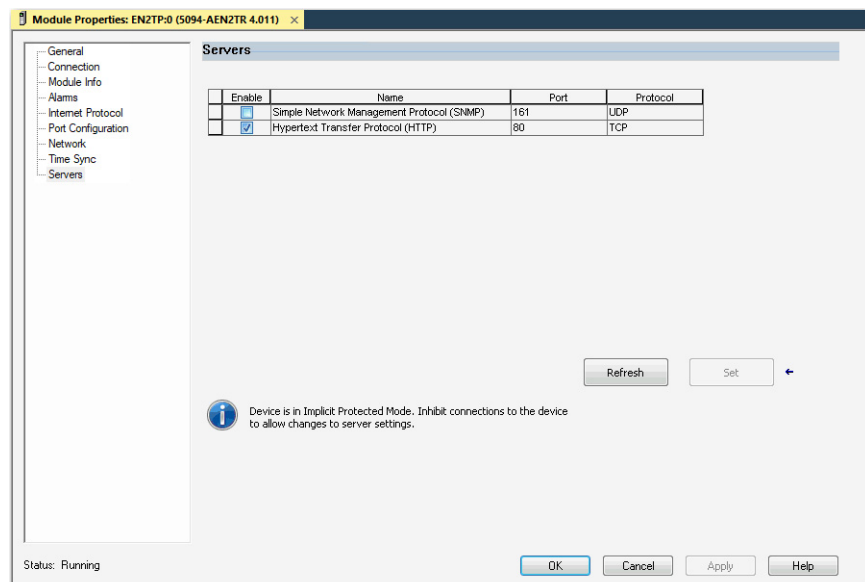 Module Properties: EN2TP:0 (5094-AEN2TR 4.011) ×
General
Connection
Module Info
Alarms
Internet Protocol
Port Configuration
Network
Time Sync
Servers
Servers
Enable Name Port Protocol
Simple Network Management Protocol (SNMP) 161 UDP
Hypertext Transfer Protocol (HTTP) 80 TCP
Refresh Set
Device is in Implicit Protected Mode. Inhibit connections to the device
to allow changes to server settings.
Status: Running
OK Cancel Apply Help